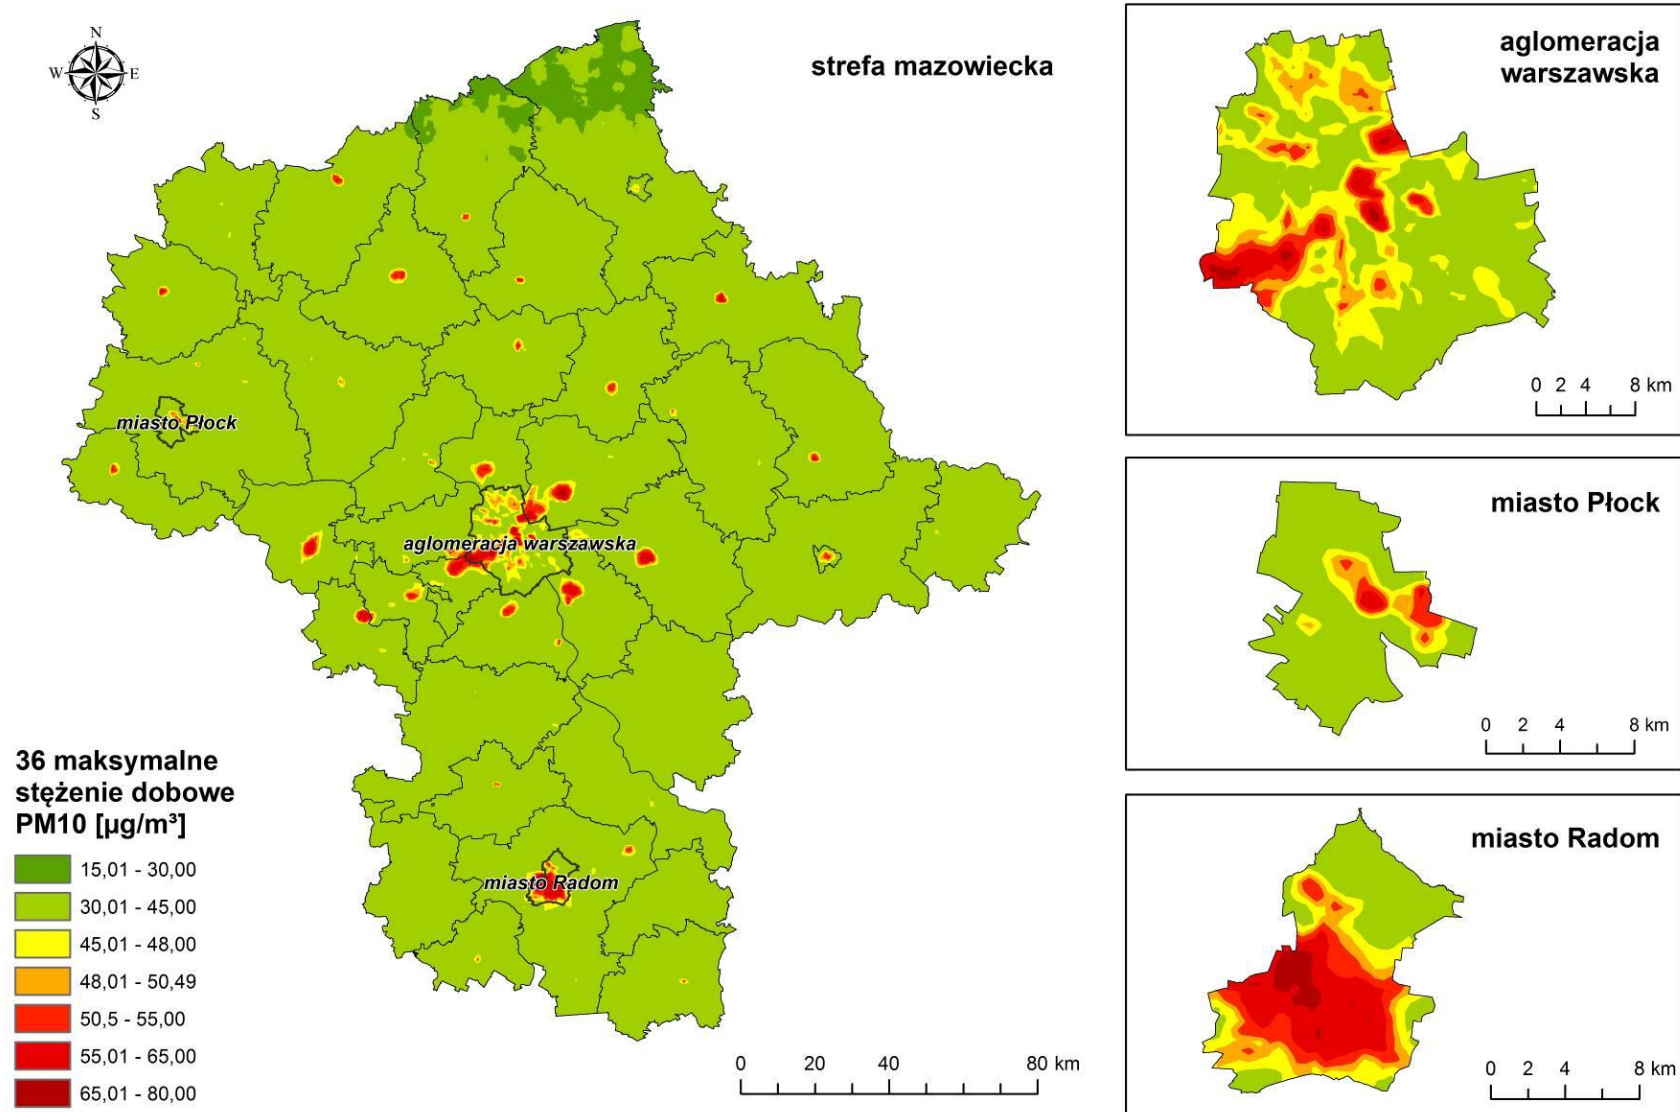 N
W E
S
strefa mazowiecka
miasto Płock
aglomeracja warszawska
miasto Radom
36 maksymalne
stężenie dobowe
PM10 [µg/m³]
15,01 - 30,00
30,01 - 45,00
45,01 - 48,00
48,01 - 50,49
50,5 - 55,00
55,01 - 65,00
65,01 - 80,00
0 20 40 80 km
aglomeracja
warszawska
0 2 4 8 km
miasto Płock
0 2 4 8 km
miasto Radom
0 2 4 8 km